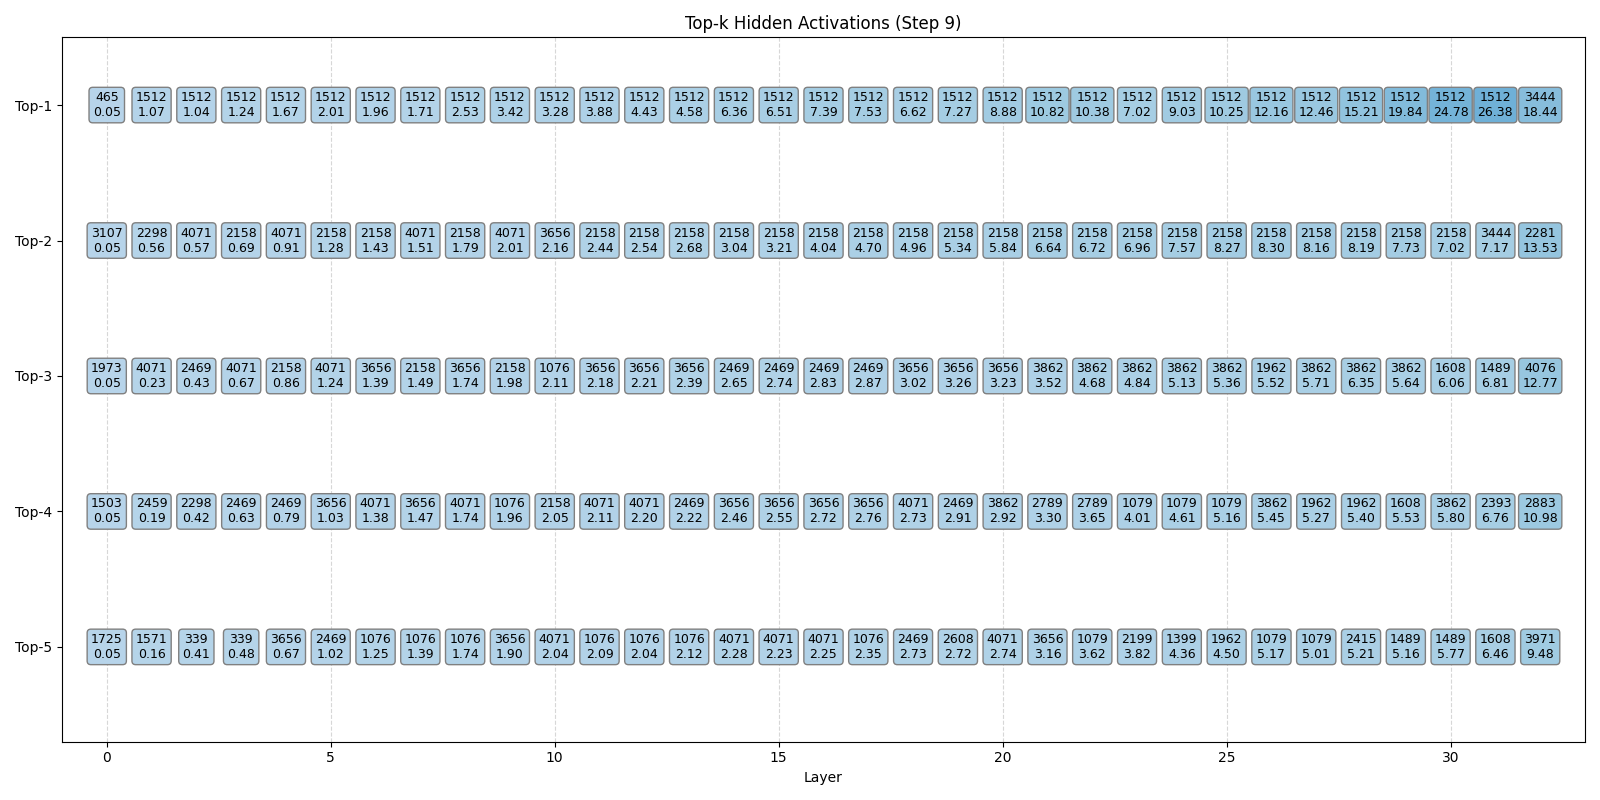 Top-k Hidden Activations (Step 9)
Top-1
465 1512 1512 1512 1512 1512 1512 1512 1512 1512 1512 1512 1512 1512 1512 1512 1512 1512 1512 1512 1512 1512 1512 1512 1512 1512 1512 1512 1512 1512 1512 1512 3444
0.05 1.07 1.04 1.24 1.67 2.01 1.96 1.71 2.53 3.42 3.28 3.88 4.43 4.58 6.36 6.51 7.39 7.53 6.62 7.27 8.88 10.82 10.38 7.02 9.03 10.25 12.16 12.46 15.21 19.84 24.78 26.38 18.44
Top-2
3107 2298 4071 2158 4071 2158 2158 4071 2158 4071 3656 2158 2158 2158 2158 2158 2158 2158 2158 2158 2158 2158 2158 2158 2158 2158 2158 2158 2158 2158 2158 3444 2281
0.05 0.56 0.57 0.69 0.91 1.28 1.43 1.51 1.79 2.01 2.16 2.44 2.54 2.68 3.04 3.21 4.04 4.70 4.96 5.34 5.84 6.64 6.72 6.96 7.57 8.27 8.30 8.16 8.19 7.73 7.02 7.17 13.53
Top-3
1973 4071 2469 4071 2158 4071 3656 2158 3656 2158 1076 3656 3656 3656 2469 2469 2469 2469 3656 3656 3656 3862 3862 3862 3862 3862 1962 3862 3862 3862 1608 1489 4076
0.05 0.23 0.43 0.67 0.86 1.24 1.39 1.49 1.74 1.98 2.11 2.18 2.21 2.39 2.65 2.74 2.83 2.87 3.02 3.26 3.23 3.52 4.68 4.84 5.13 5.36 5.52 5.71 6.35 5.64 6.06 6.81 12.77
Top-4
1503 2459 2298 2469 2469 3656 4071 3656 4071 1076 2158 4071 4071 2469 3656 3656 3656 3656 4071 2469 3862 2789 2789 1079 1079 1079 3862 1962 1962 1608 3862 2393 2883
0.05 0.19 0.42 0.63 0.79 1.03 1.38 1.47 1.74 1.96 2.05 2.11 2.20 2.22 2.46 2.55 2.72 2.76 2.73 2.91 2.92 3.30 3.65 4.01 4.61 5.16 5.45 5.27 5.40 5.53 5.80 6.76 10.98
Top-5
1725 1571 339 339 3656 2469 1076 1076 1076 3656 4071 1076 1076 1076 4071 4071 4071 1076 2469 2608 4071 3656 1079 2199 1399 1962 1079 1079 2415 1489 1489 1608 3971
0.05 0.16 0.41 0.48 0.67 1.02 1.25 1.39 1.74 1.90 2.04 2.09 2.04 2.12 2.28 2.23 2.25 2.35 2.73 2.72 2.74 3.16 3.62 3.82 4.36 4.50 5.17 5.01 5.21 5.16 5.77 6.46 9.48
0 5 10 15 20 25 30
Layer